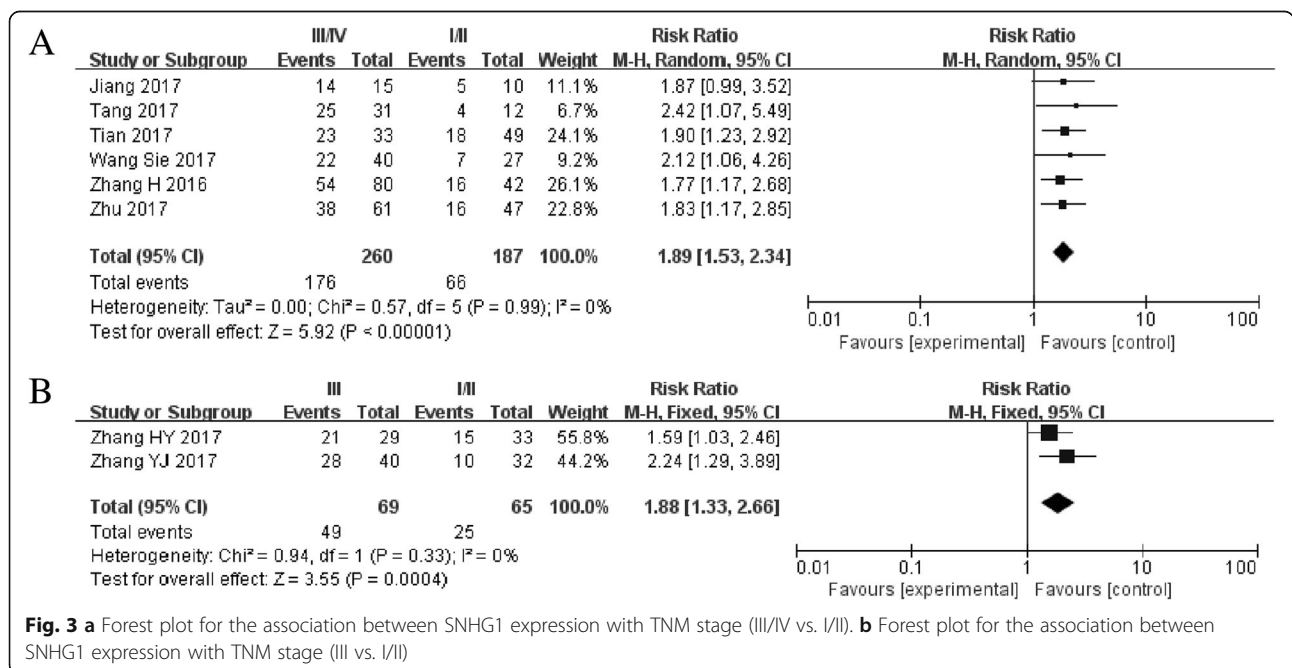 A
III/IV I/II Risk Ratio Risk Ratio
Study or Subgroup Events Total Events Total Weight M-H, Random, 95% CI M-H, Random, 95% CI
Jiang 2017 14 15 5 10 11.1% 1.87 [0.99, 3.52]
Tang 2017 25 31 4 12 6.7% 2.42 [1.07, 5.49]
Tian 2017 23 33 18 49 24.1% 1.90 [1.23, 2.92]
Wang Sie 2017 22 40 7 27 9.2% 2.12 [1.06, 4.26]
Zhang H 2016 54 80 16 42 26.1% 1.77 [1.17, 2.68]
Zhu 2017 38 61 16 47 22.8% 1.83 [1.17, 2.85]
Total (95% CI) 260 187 100.0% 1.89 [1.53, 2.34]
Total events 176 66
Heterogeneity: Tau² = 0.00; Chi² = 0.57, df = 5 (P = 0.99); I² = 0%
Test for overall effect: Z = 5.92 (P < 0.00001)
0.01 0.1 1 10 100
Favours [experimental] Favours [control]
B
III I/II Risk Ratio Risk Ratio
Study or Subgroup Events Total Events Total Weight M-H, Fixed, 95% CI M-H, Fixed, 95% CI
Zhang HY 2017 21 29 15 33 55.8% 1.59 [1.03, 2.46]
Zhang YJ 2017 28 40 10 32 44.2% 2.24 [1.29, 3.89]
Total (95% CI) 69 65 100.0% 1.88 [1.33, 2.66]
Total events 49 25
Heterogeneity: Chi² = 0.94, df = 1 (P = 0.33); I² = 0%
Test for overall effect: Z = 3.55 (P = 0.0004)
0.01 0.1 1 10 100
Favours [experimental] Favours [control]
Fig. 3 a Forest plot for the association between SNHG1 expression with TNM stage (III/IV vs. I/II). b Forest plot for the association between
SNHG1 expression with TNM stage (III vs. I/II)